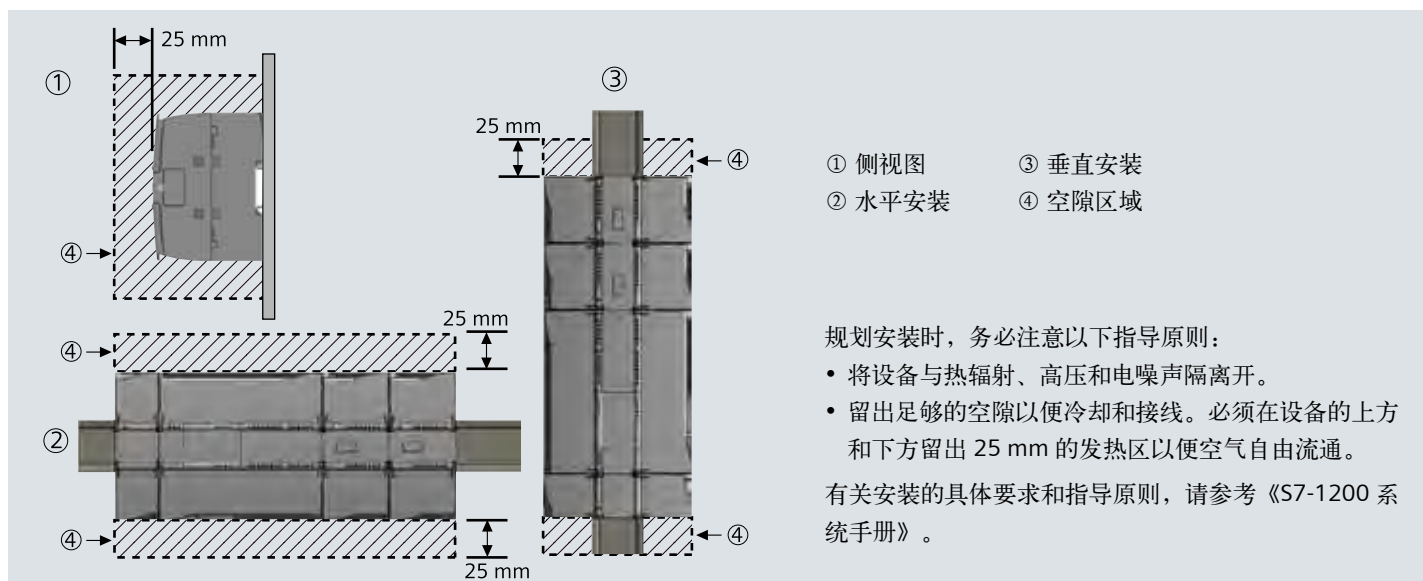 25 mm
①
④
25 mm
④
②
④
25 mm
③
25 mm
④
④
① 侧视图 ③ 垂直安装
② 水平安装 ④ 空隙区域
规划安装时，务必注意以下指导原则：
• 将设备与热辐射、高压和电噪声隔离开。
• 留出足够的空隙以便冷却和接线。必须在设备的上方
和下方留出 25 mm 的发热区以便空气自由流通。
有关安装的具体要求和指导原则，请参考《S7-1200 系
统手册》。